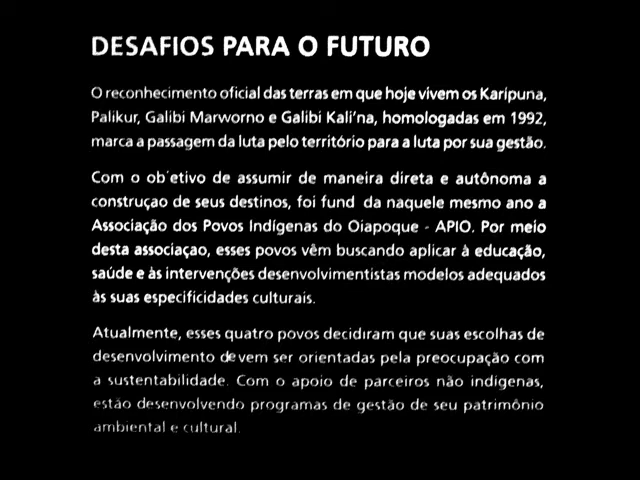 DESAFIOS PARA O FUTURO
O reconhecimento oficial das terras em que hoje vivem os Karipuna,
Palikur, Galibi Marworno e Galibi Kali'na, homologadas em 1992,
marca a passagem da luta pelo território para a luta por sua gestão.
Com o ob etivo de assumir de maneira direta e autônoma a
construçao de seus destinos, foi fund da naquele mesmo ano a
Associação dos Povos Indígenas do Oiapoque - APIO. Por meio
desta associaçao, esses povos vêm buscando aplicar à educação,
saúde e às intervenções desenvolvimentistas modelos adequados
às suas especificidades culturais.
Atualmente, esses quatro povos decidiram que suas escolhas de
desenvolvimento devem ser orientadas pela preocupação com
a sustentabilidade. Com o apoio de parceiros não indígenas,
estão desenvolvendo programas de gestão de seu patrimônio
ambiental e cultural.